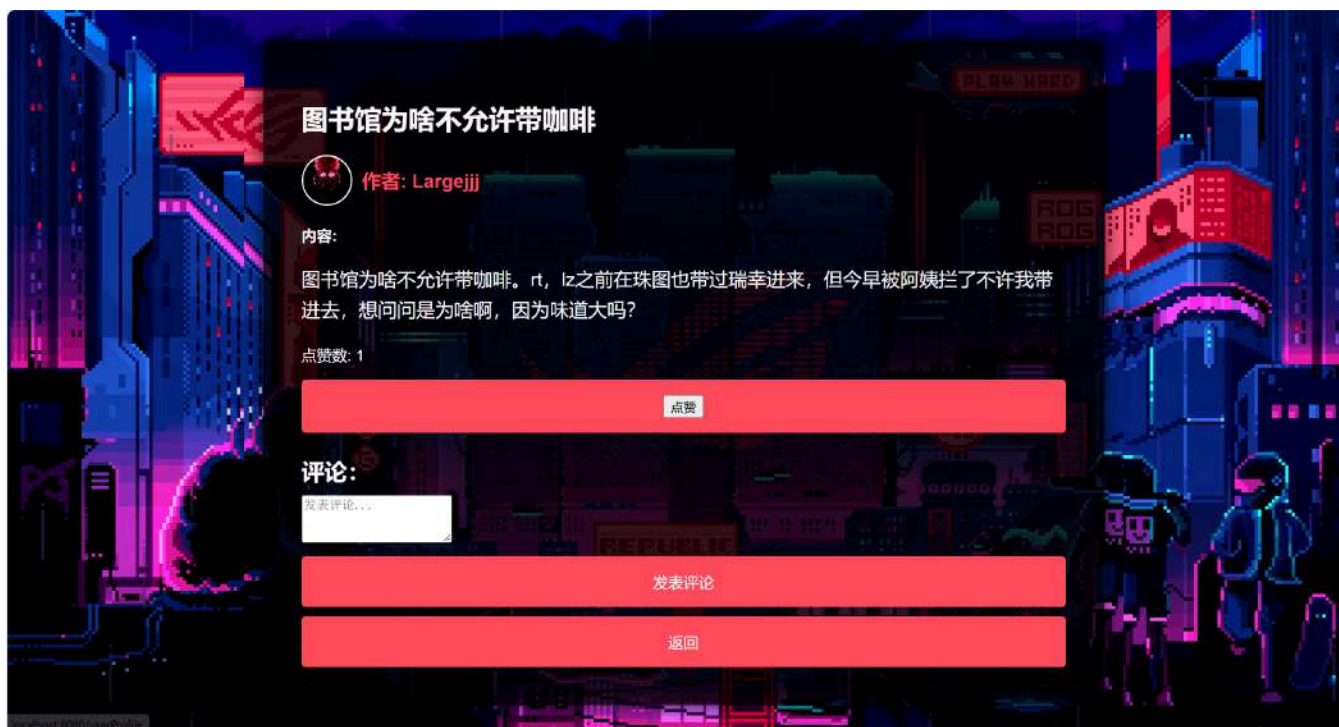 PLAY HARD
图书馆为啥不允许带咖啡
作者: Largejjj
ROG
ROG
内容:
图书馆为啥不允许带咖啡。rt，lz之前在珠图也带过瑞幸进来，但今早被阿姨拦了不许我带
进去，想问问是为啥啊，因为味道大吗？
点赞数: 1
点赞
评论：
发表评论...
REPUBLIC
发表评论
返回
localhost:8080/userProfile